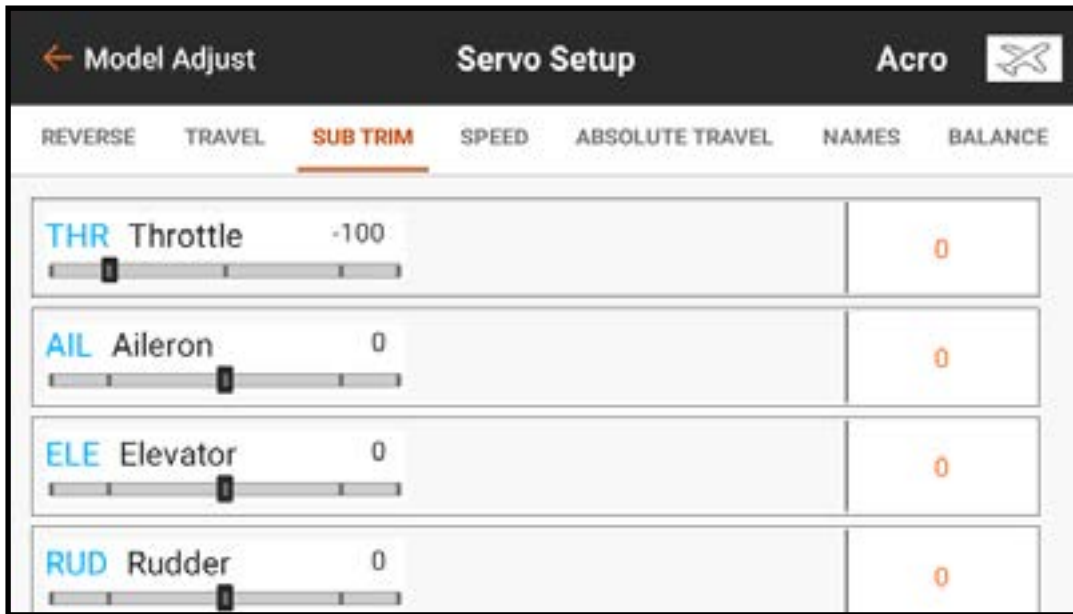 ← Model Adjust Servo Setup Acro
REVERSE TRAVEL SUB TRIM SPEED ABSOLUTE TRAVEL NAMES BALANCE
THR Throttle -100 0
AIL Aileron 0 0
ELE Elevator 0 0
RUD Rudder 0 0